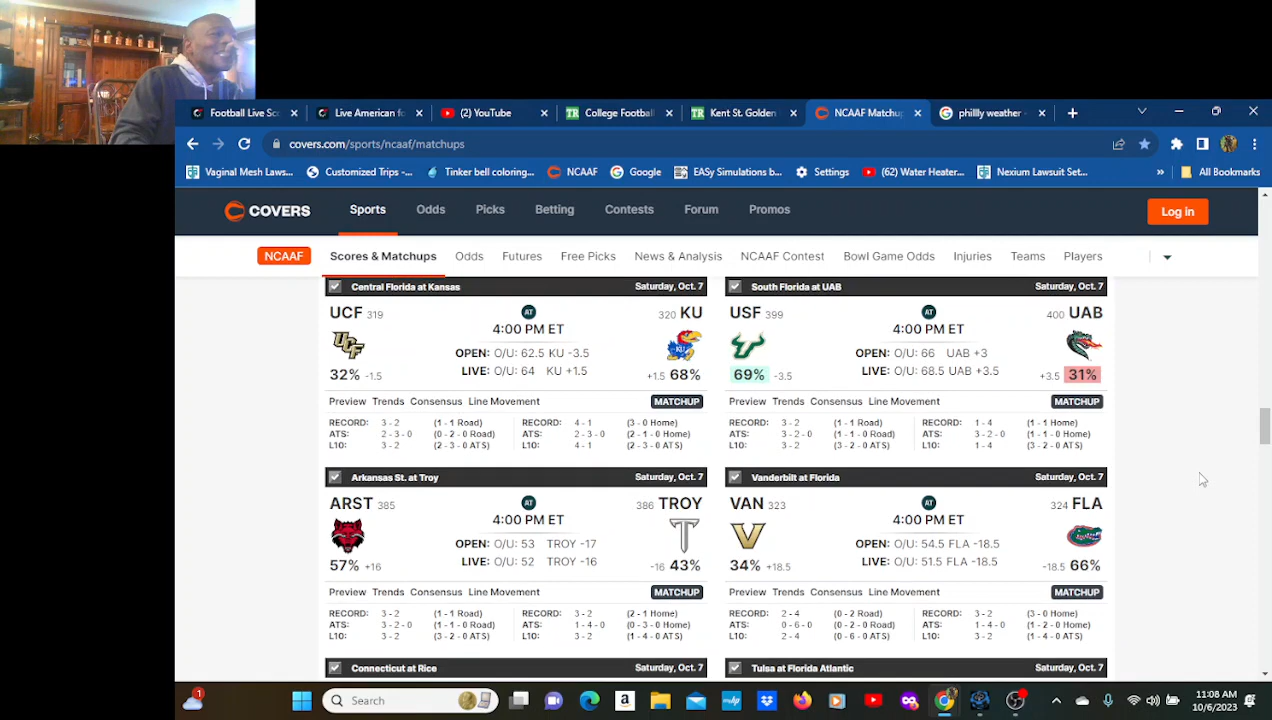 Football Live Sc
Live American fo
(2) YouTube
College Footbal
Kent St. Golden
NCAAF Matchup
phillly weather -
covers.com/sports/ncaaf/matchups
Vaginal Mesh Laws...
Customized Trips -...
Tinker bell coloring...
NCAAF
Google
EASy Simulations b...
Settings
(62) Water Heater...
Nexium Lawsuit Set...
»
All Bookmarks
COVERS
Sports
Odds
Picks
Betting
Contests
Forum
Promos
Log in
NCAAF
Scores & Matchups
Odds
Futures
Free Picks
News & Analysis
NCAAF Contest
Bowl Game Odds
Injuries
Teams
Players
Central Florida at Kansas Saturday, Oct. 7
UCF 319 AT 320 KU
4:00 PM ET
OPEN: O/U: 62.5 KU -3.5
LIVE: O/U: 64 KU +1.5
UCF
32% -1.5 +1.5 68%
Preview Trends Consensus Line Movement MATCHUP
RECORD: 3 - 2 (1 - 1 Road) RECORD: 4 - 1 (3 - 0 Home)
ATS: 2 - 3 - 0 (0 - 2 - 0 Road) ATS: 2 - 3 - 0 (2 - 1 - 0 Home)
L10: 3 - 2 (2 - 3 - 0 ATS) L10: 4 - 1 (2 - 3 - 0 ATS)
South Florida at UAB Saturday, Oct. 7
USF 399 AT 400 UAB
4:00 PM ET
OPEN: O/U: 66 UAB +3
LIVE: O/U: 68.5 UAB +3.5
69% -3.5 +3.5 31%
Preview Trends Consensus Line Movement MATCHUP
RECORD: 3 - 2 (1 - 1 Road) RECORD: 1 - 4 (1 - 1 Home)
ATS: 3 - 2 - 0 (1 - 1 - 0 Road) ATS: 3 - 2 - 0 (1 - 1 - 0 Home)
L10: 3 - 2 (3 - 2 - 0 ATS) L10: 1 - 4 (3 - 2 - 0 ATS)
Arkansas St. at Troy Saturday, Oct. 7
ARST 385 AT 386 TROY
4:00 PM ET
OPEN: O/U: 53 TROY -17
LIVE: O/U: 52 TROY -16
57% +16 -16 43%
Preview Trends Consensus Line Movement MATCHUP
RECORD: 3 - 2 (1 - 1 Road) RECORD: 3 - 2 (2 - 1 Home)
ATS: 3 - 2 - 0 (1 - 1 - 0 Road) ATS: 1 - 4 - 0 (0 - 3 - 0 Home)
L10: 3 - 2 (3 - 2 - 0 ATS) L10: 3 - 2 (1 - 4 - 0 ATS)
Vanderbilt at Florida Saturday, Oct. 7
VAN 323 AT 324 FLA
4:00 PM ET
OPEN: O/U: 54.5 FLA -18.5
LIVE: O/U: 51.5 FLA -18.5
34% +18.5 -18.5 66%
Preview Trends Consensus Line Movement MATCHUP
RECORD: 2 - 4 (0 - 2 Road) RECORD: 3 - 2 (3 - 0 Home)
ATS: 0 - 6 - 0 (0 - 2 - 0 Road) ATS: 1 - 4 - 0 (1 - 2 - 0 Home)
L10: 2 - 4 (0 - 6 - 0 ATS) L10: 3 - 2 (1 - 4 - 0 ATS)
Connecticut at Rice Saturday, Oct. 7
Tulsa at Florida Atlantic Saturday, Oct. 7
1
Search
11:08 AM
10/6/2023